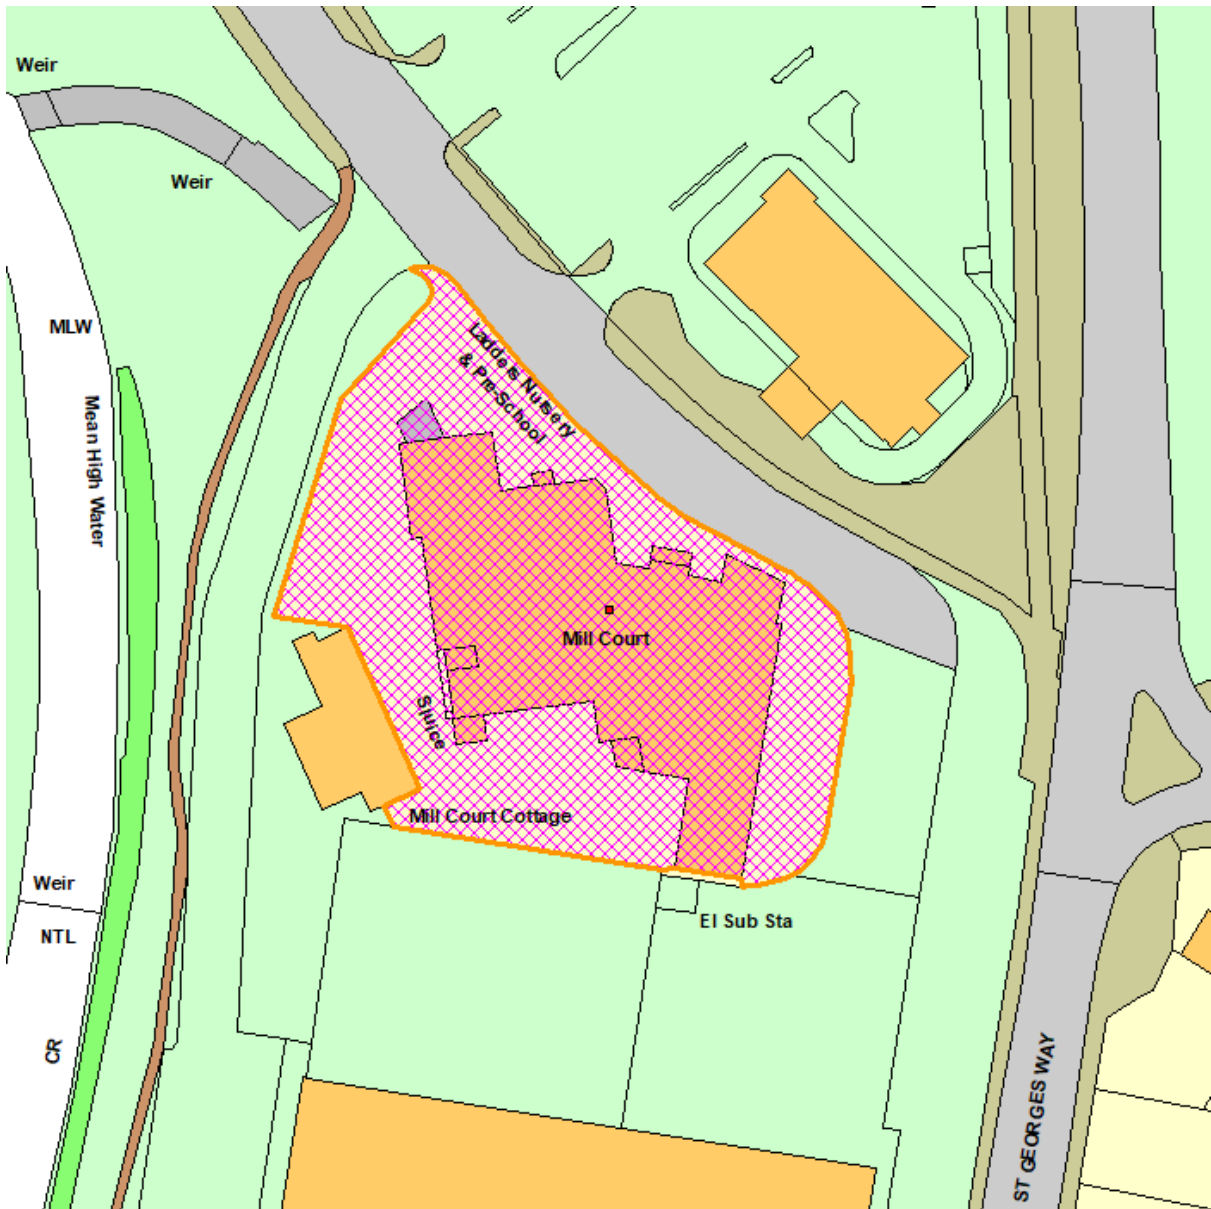 Weir
Weir
MLW
Mean High Water
Ladders Nursery
& Pre-School
Mill Court
Sluice
Mill Court Cottage
Weir
NTL
El Sub Sta
CR
ST GEORGES WAY